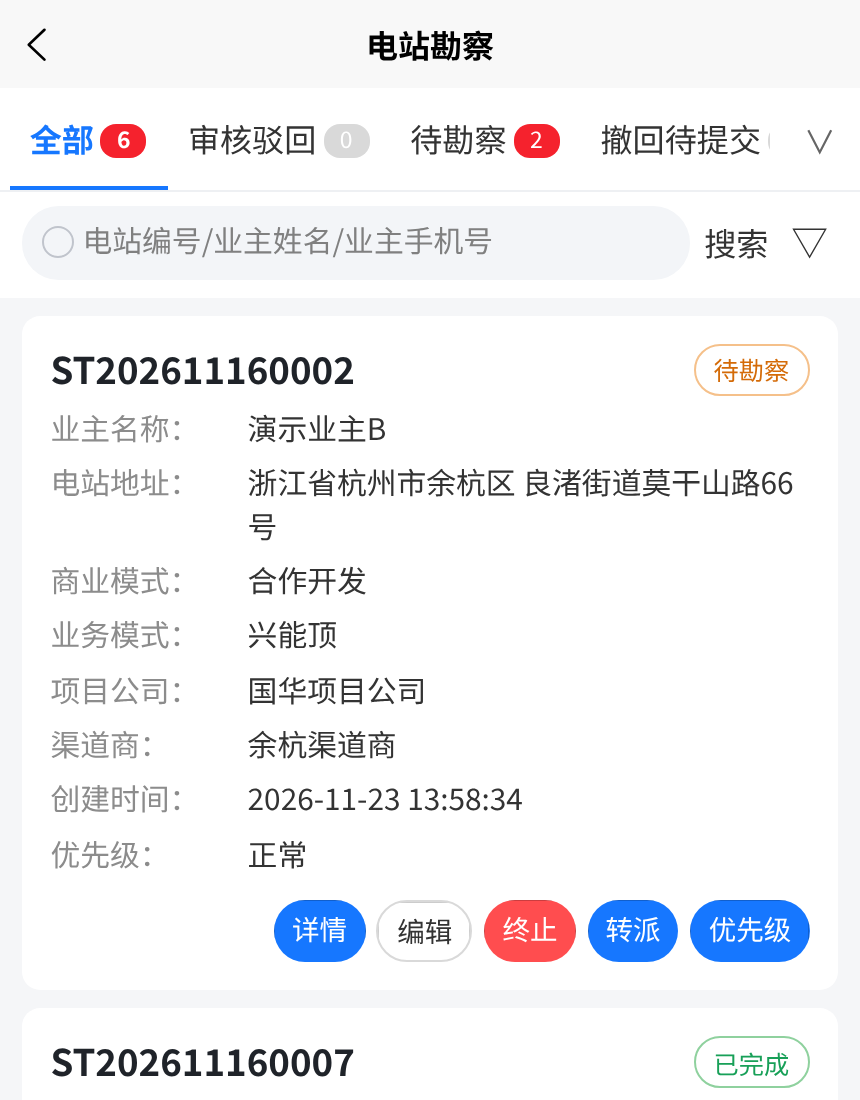 电站勘察
全部 6 审核驳回 0 待勘察 2 撤回待提交
电站编号/业主姓名/业主手机号 搜索
ST202611160002 待勘察
业主名称： 演示业主B
电站地址： 浙江省杭州市余杭区 良渚街道莫干山路66
号
商业模式： 合作开发
业务模式： 兴能顶
项目公司： 国华项目公司
渠道商： 余杭渠道商
创建时间： 2026-11-23 13:58:34
优先级： 正常
详情 编辑 终止 转派 优先级
ST202611160007 已完成